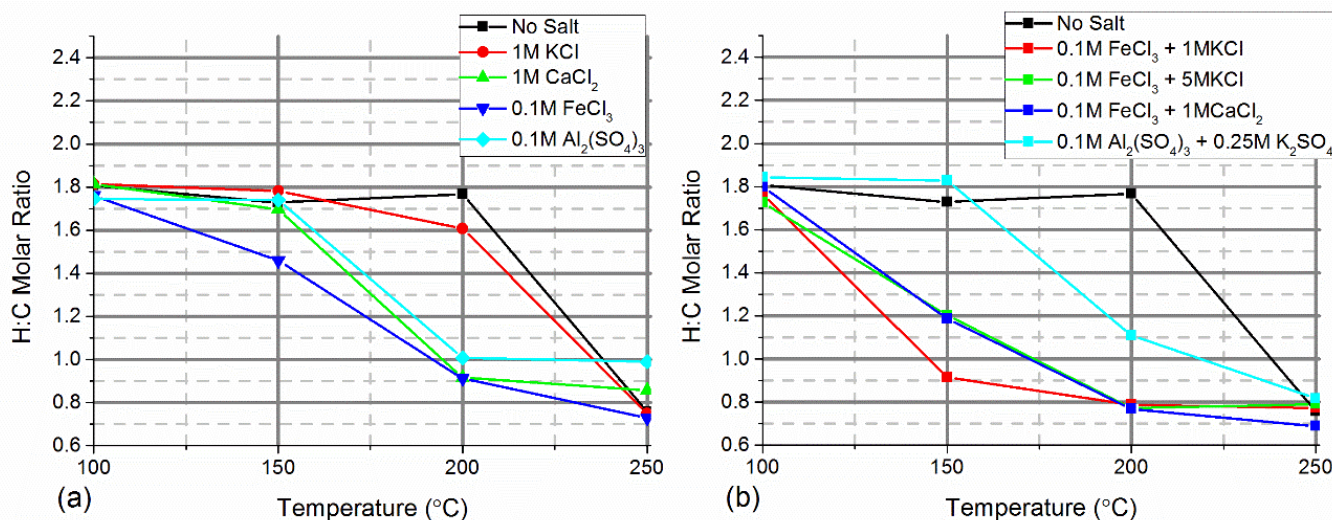 No Salt
1M KCl
1M CaCl₂
0.1M FeCl₃
0.1M Al₂(SO₄)₃
2.4
2.2
2.0
1.8
1.6
1.4
1.2
1.0
0.8
0.6
H:C Molar Ratio
100
150
200
250
Temperature (°C)
(a)
No Salt
0.1M FeCl₃ + 1MKCl
0.1M FeCl₃ + 5MKCl
0.1M FeCl₃ + 1MCaCl₂
0.1M Al₂(SO₄)₃ + 0.25M K₂SO₄
2.4
2.2
2.0
1.8
1.6
1.4
1.2
1.0
0.8
0.6
H:C Molar Ratio
100
150
200
250
Temperature (°C)
(b)